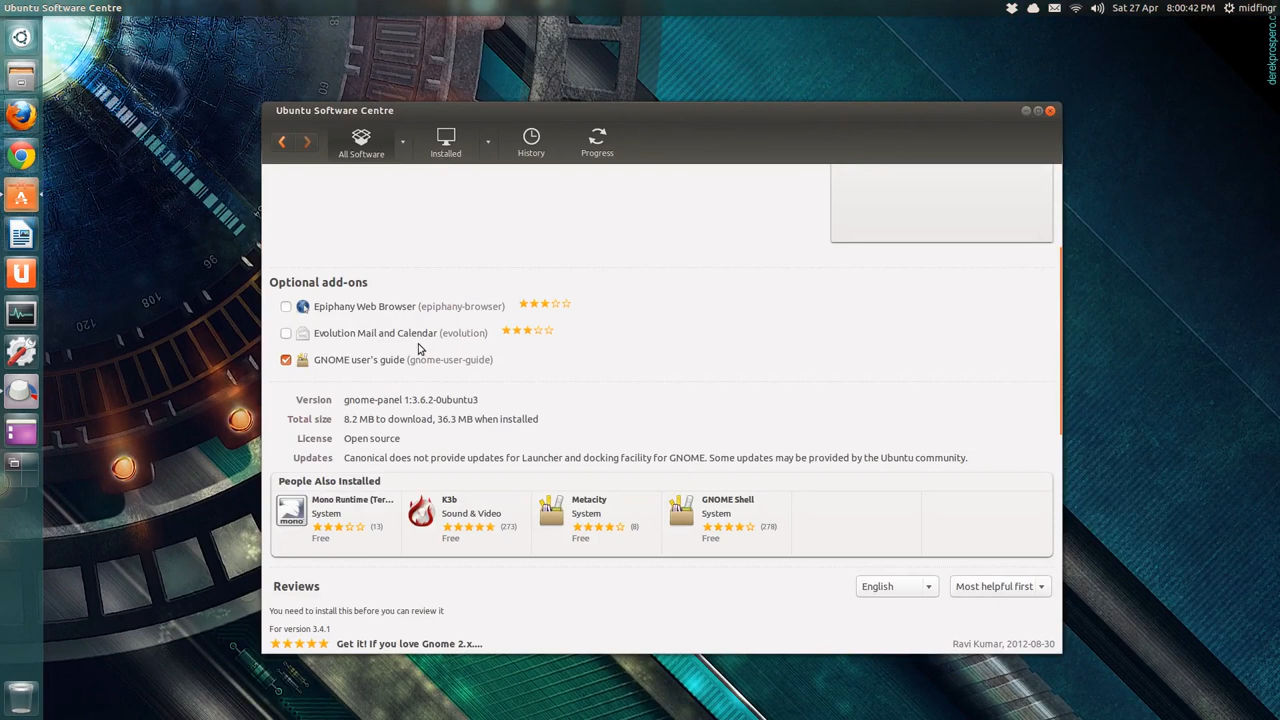 Ubuntu Software Centre
Sat 27 Apr 8:00:42 PM midfingr
derekprospero.c
Ubuntu Software Centre
All Software
Installed
History
Progress
Optional add-ons
Epiphany Web Browser (epiphany-browser)
Evolution Mail and Calendar (evolution)
GNOME user's guide (gnome-user-guide)
Version gnome-panel 1:3.6.2-0ubuntu3
Total size 8.2 MB to download, 36.3 MB when installed
License Open source
Updates Canonical does not provide updates for Launcher and docking facility for GNOME. Some updates may be provided by the Ubuntu community.
People Also Installed
Mono Runtime (Ter...
System
(13)
Free
mono
K3b
Sound & Video
(273)
Free
Metacity
System
(8)
Free
GNOME Shell
System
(278)
Free
Reviews
English
Most helpful first
You need to install this before you can review it
For version 3.4.1
Get it! If you love Gnome 2.x....
Ravi Kumar, 2012-08-30
96
108
120